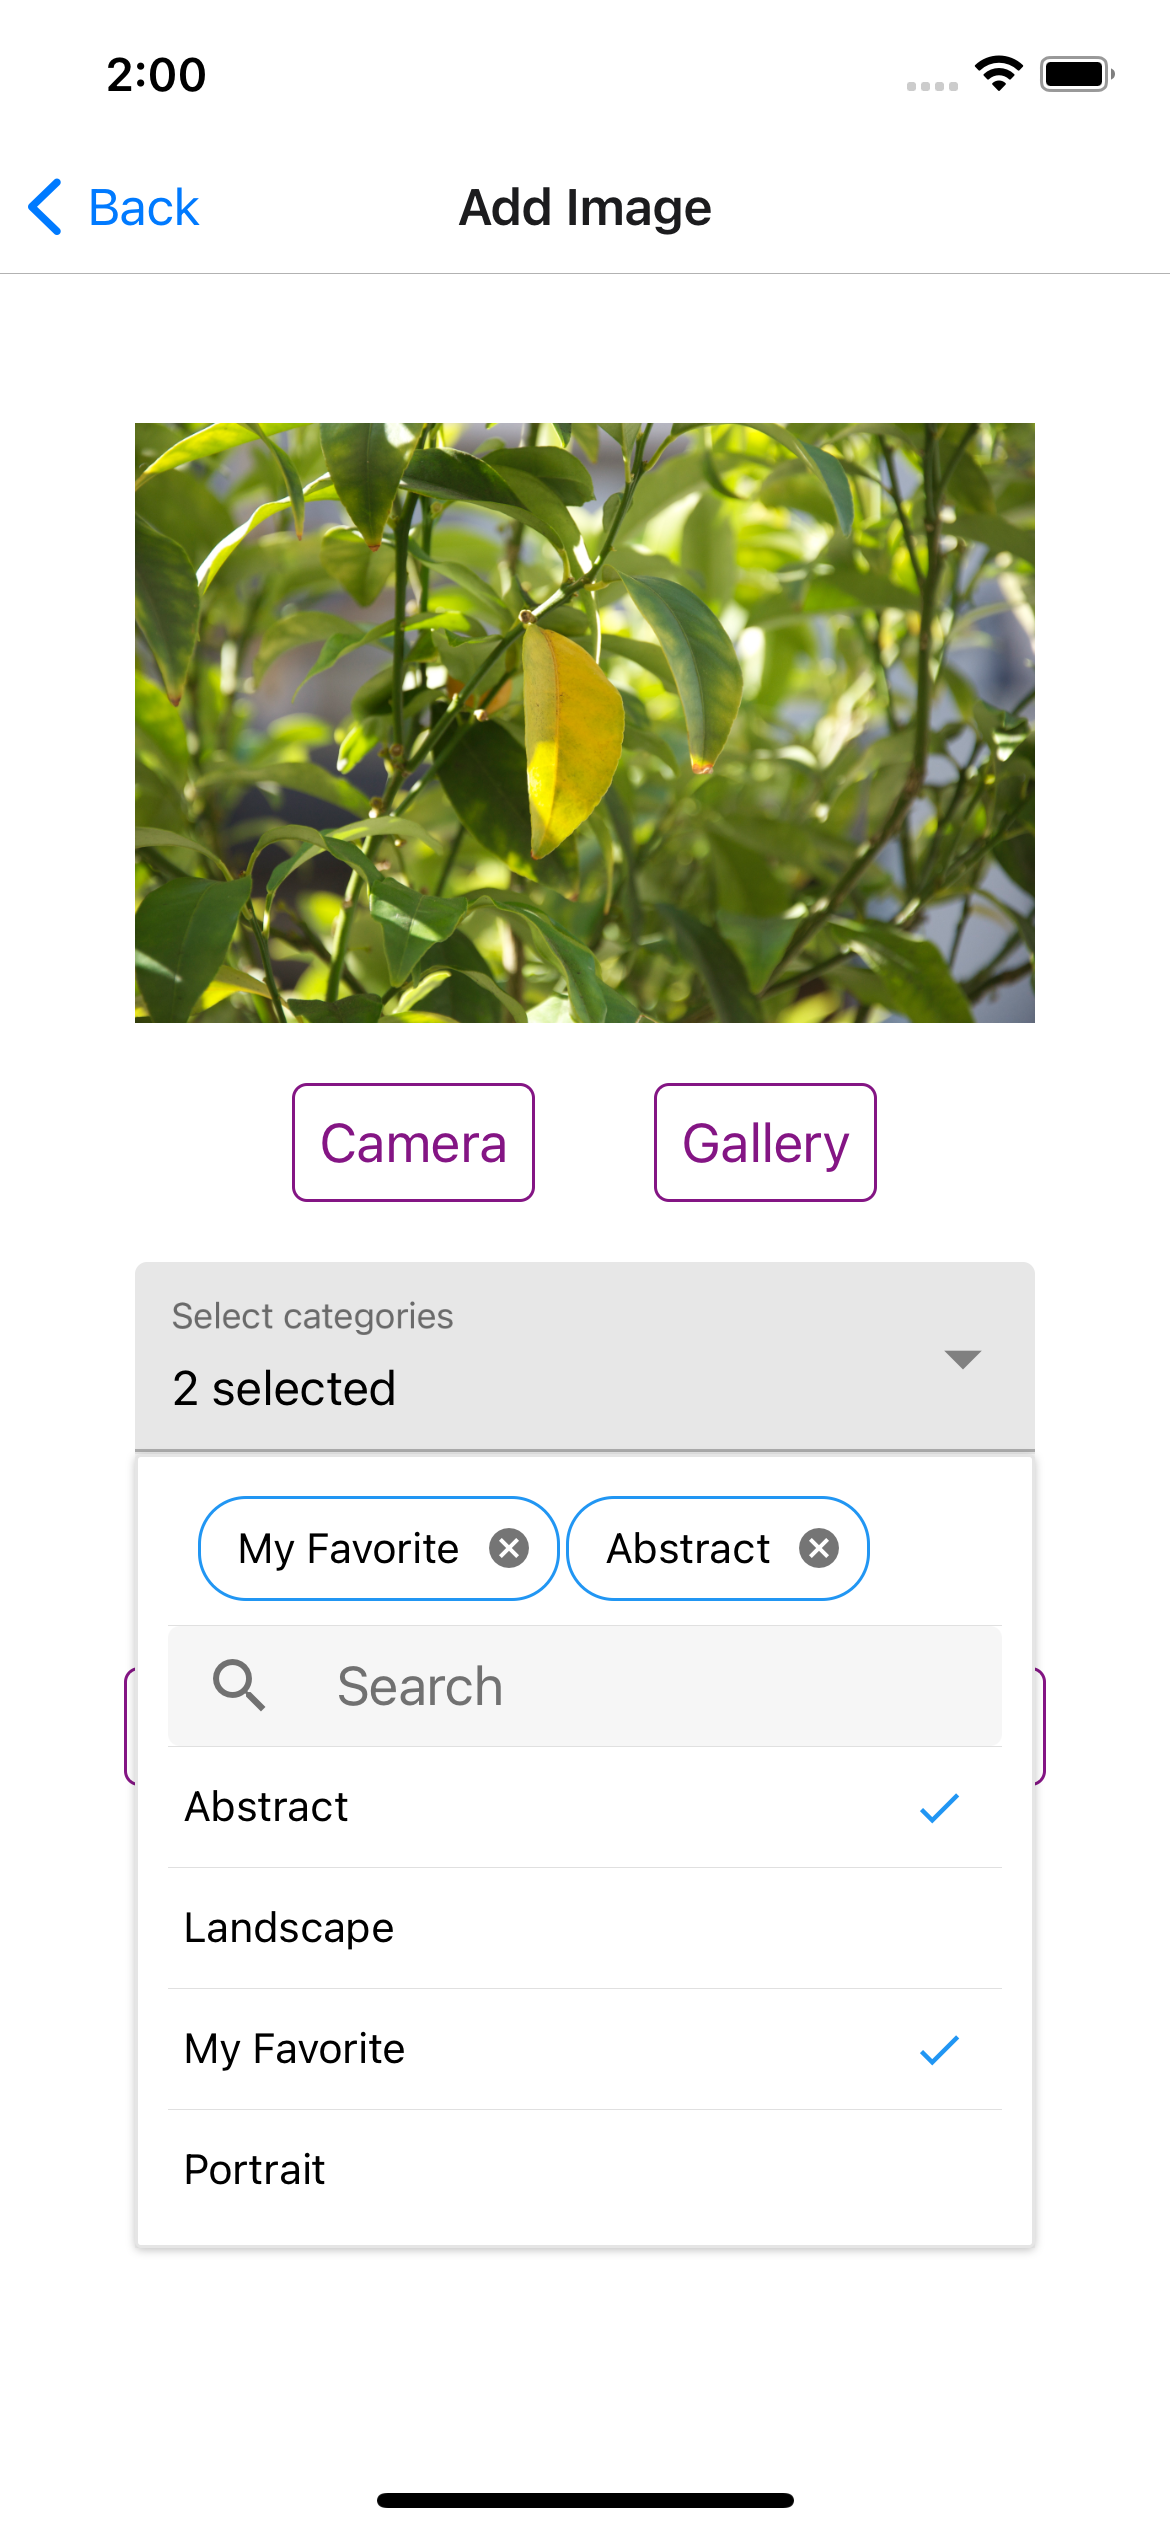 2:00
Back
Add Image
Camera
Gallery
Select categories
2 selected
My Favorite
Abstract
Search
Abstract
Landscape
My Favorite
Portrait